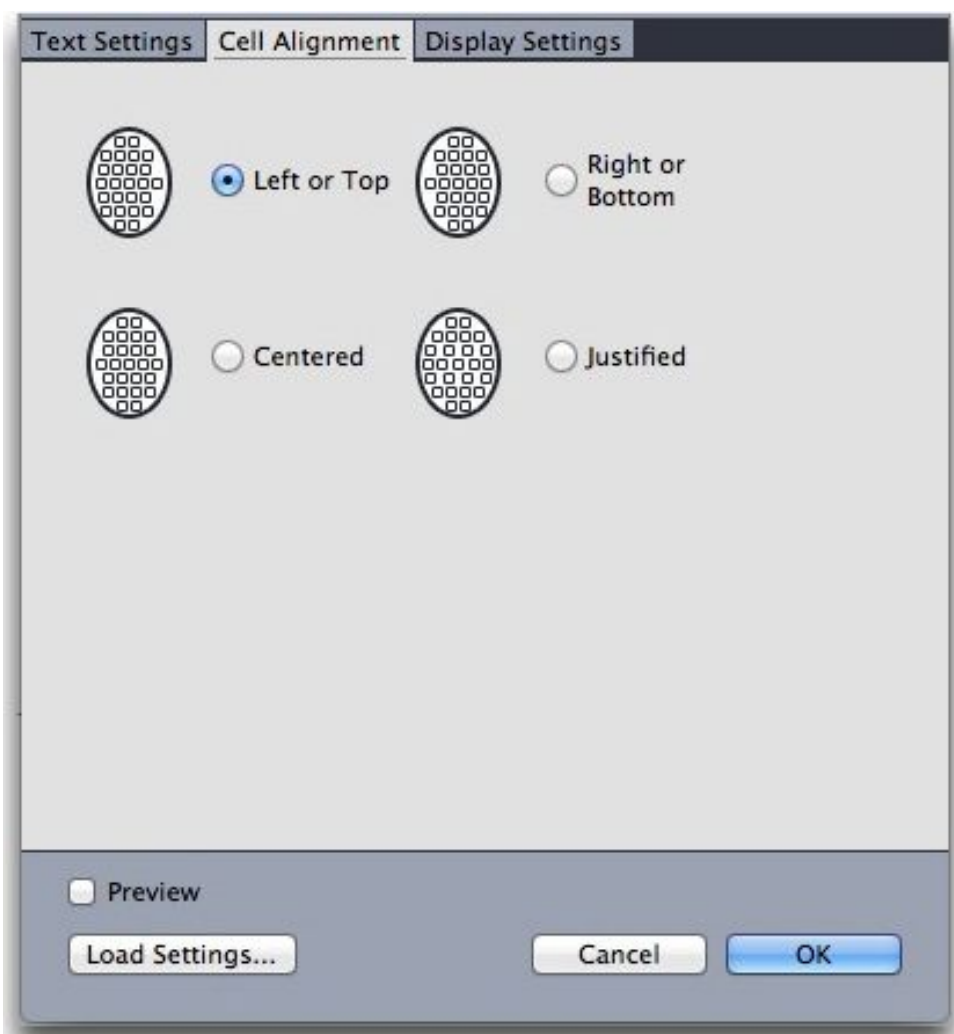 Text Settings Cell Alignment Display Settings
Left or Top
Right or
Bottom
Centered
Justified
Preview
Load Settings...
Cancel
OK